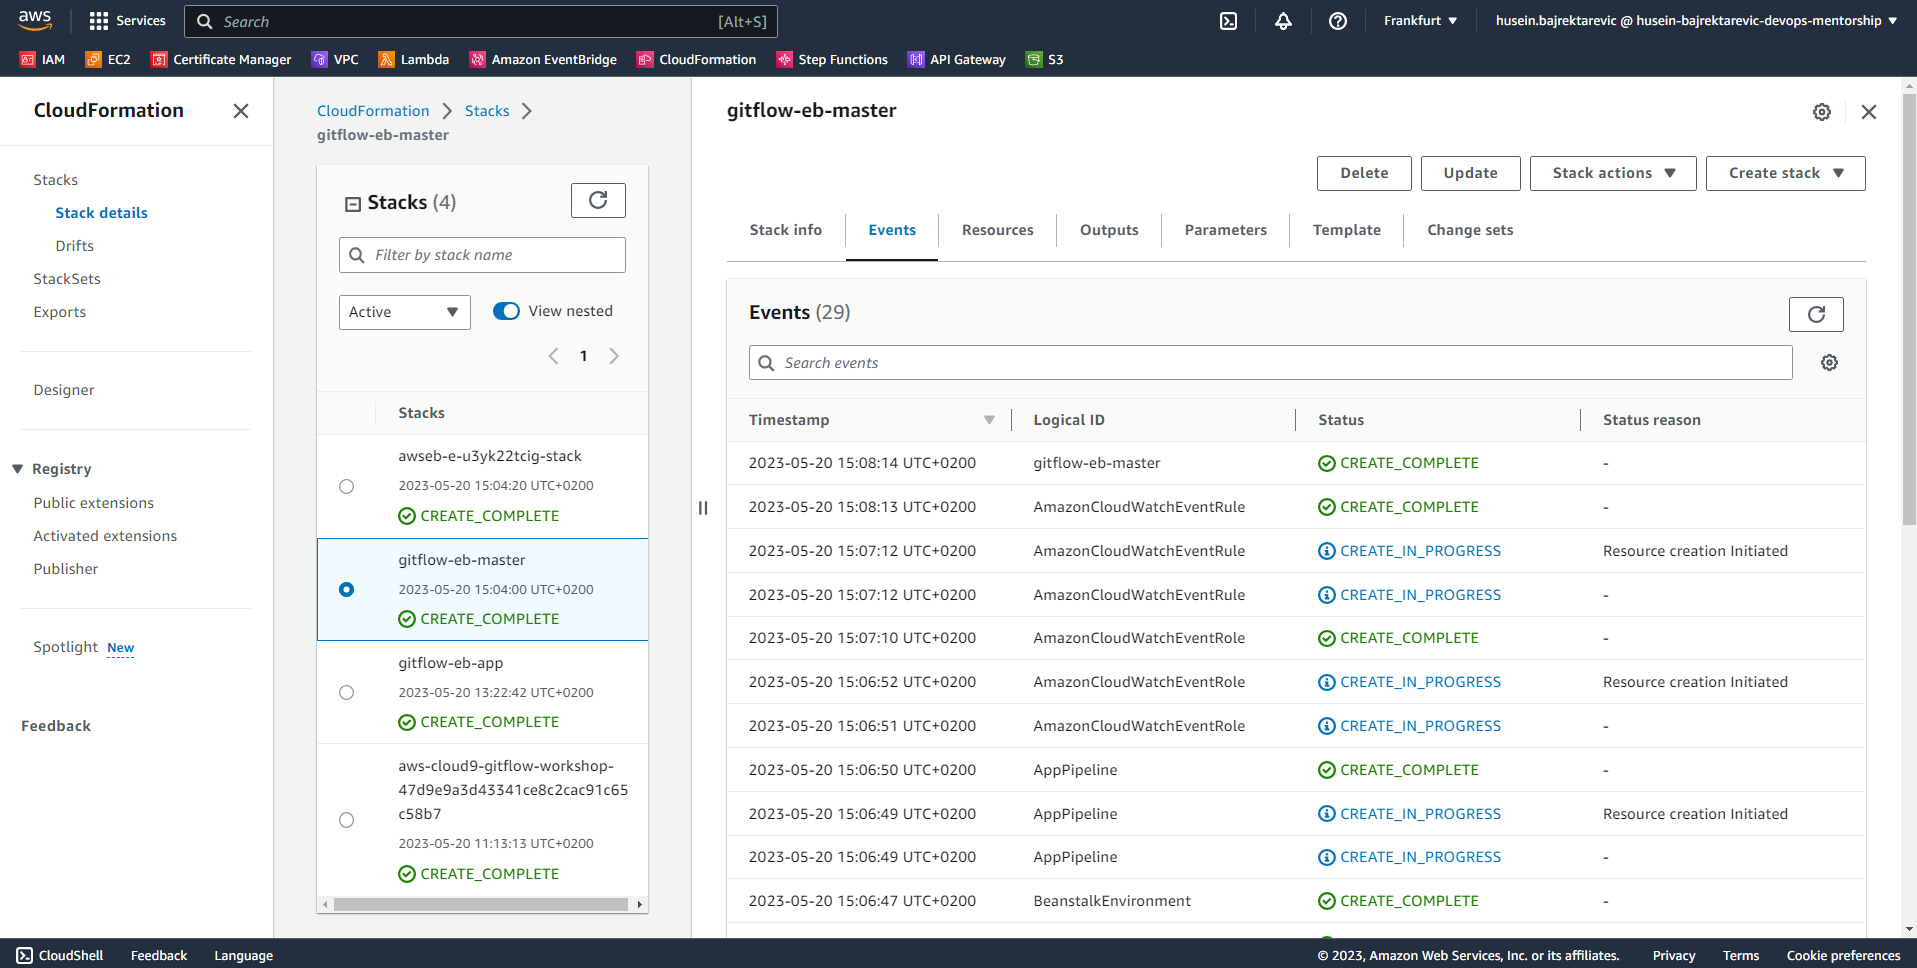 aws
Services
Search
[Alt+S]
Frankfurt
husein.bajrektarevic @ husein-bajrektarevic-devops-mentorship
IAM
EC2
Certificate Manager
VPC
Lambda
Amazon EventBridge
CloudFormation
Step Functions
API Gateway
S3
CloudFormation
Stacks
Stack details
Drifts
StackSets
Exports
Designer
Registry
Public extensions
Activated extensions
Publisher
Spotlight New
Feedback
CloudFormation
Stacks
gitflow-eb-master
Stacks (4)
Filter by stack name
Active
View nested
1
Stacks
awseb-e-u3yk22tcig-stack
2023-05-20 15:04:20 UTC+0200
CREATE_COMPLETE
gitflow-eb-master
2023-05-20 15:04:00 UTC+0200
CREATE_COMPLETE
gitflow-eb-app
2023-05-20 13:22:42 UTC+0200
CREATE_COMPLETE
aws-cloud9-gitflow-workshop-
47d9e9a3d43341ce8c2cac91c65
c58b7
2023-05-20 11:13:13 UTC+0200
CREATE_COMPLETE
gitflow-eb-master
Delete
Update
Stack actions
Create stack
Stack info
Events
Resources
Outputs
Parameters
Template
Change sets
Events (29)
Search events
Timestamp Logical ID Status Status reason
2023-05-20 15:08:14 UTC+0200 gitflow-eb-master CREATE_COMPLETE -
2023-05-20 15:08:13 UTC+0200 AmazonCloudWatchEventRule CREATE_COMPLETE -
2023-05-20 15:07:12 UTC+0200 AmazonCloudWatchEventRule CREATE_IN_PROGRESS Resource creation Initiated
2023-05-20 15:07:12 UTC+0200 AmazonCloudWatchEventRule CREATE_IN_PROGRESS -
2023-05-20 15:07:10 UTC+0200 AmazonCloudWatchEventRole CREATE_COMPLETE -
2023-05-20 15:06:52 UTC+0200 AmazonCloudWatchEventRole CREATE_IN_PROGRESS Resource creation Initiated
2023-05-20 15:06:51 UTC+0200 AmazonCloudWatchEventRole CREATE_IN_PROGRESS -
2023-05-20 15:06:50 UTC+0200 AppPipeline CREATE_COMPLETE -
2023-05-20 15:06:49 UTC+0200 AppPipeline CREATE_IN_PROGRESS Resource creation Initiated
2023-05-20 15:06:49 UTC+0200 AppPipeline CREATE_IN_PROGRESS -
2023-05-20 15:06:47 UTC+0200 BeanstalkEnvironment CREATE_COMPLETE -
CloudShell
Feedback
Language
© 2023, Amazon Web Services, Inc. or its affiliates.
Privacy
Terms
Cookie preferences